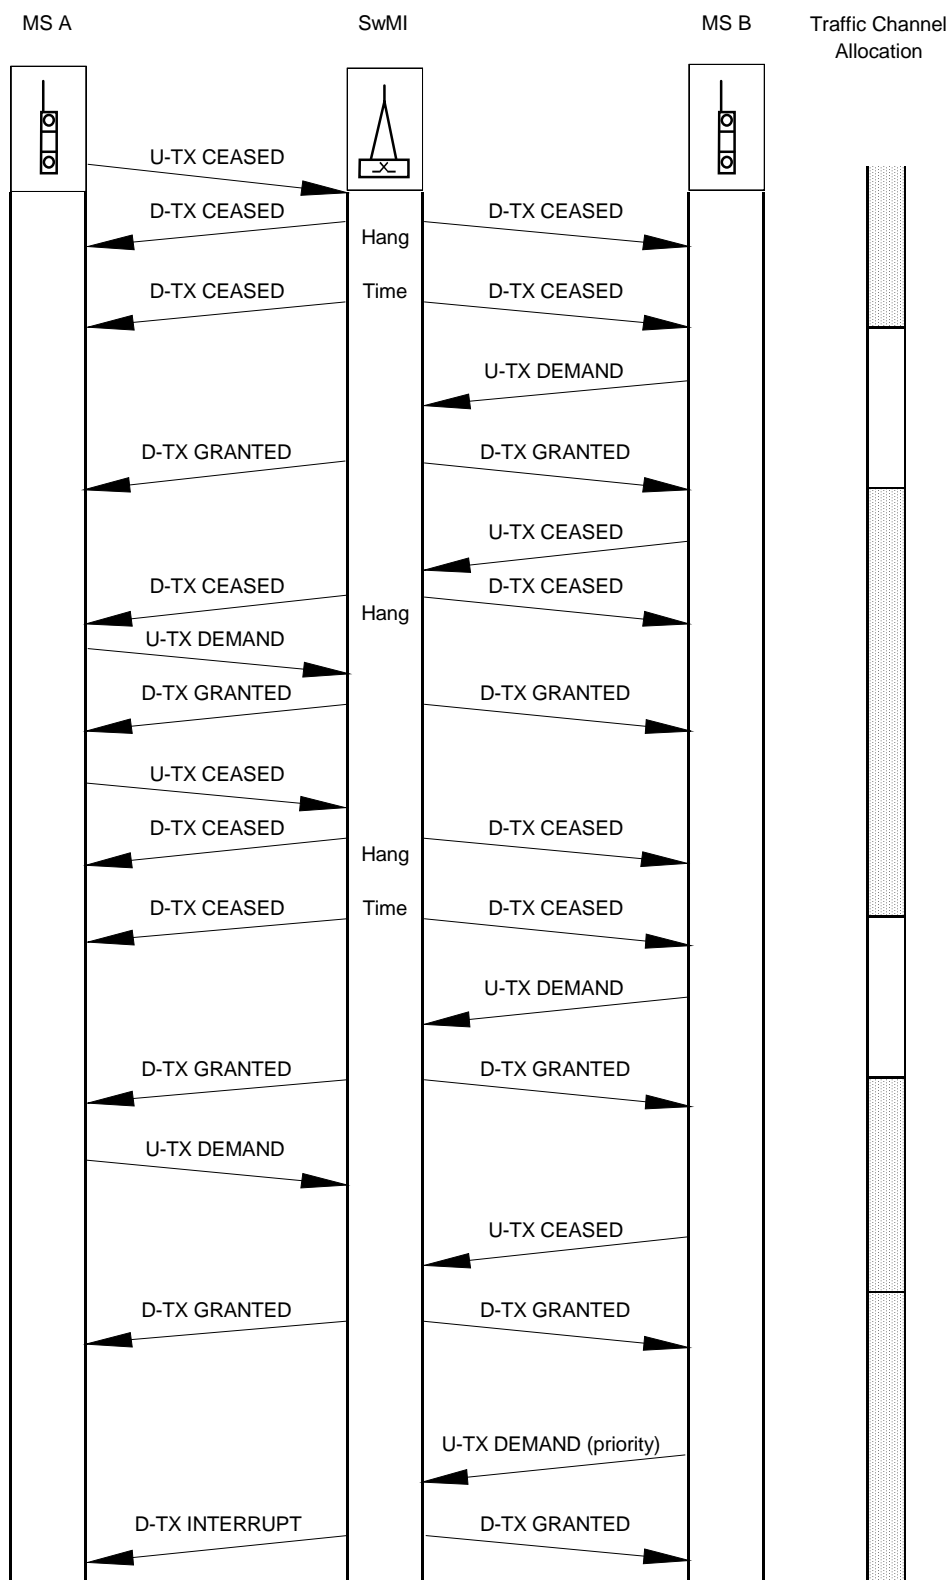 MS A SwMI MS B Traffic Channel
Allocation
U-TX CEASED
D-TX CEASED D-TX CEASED
Hang
D-TX CEASED Time D-TX CEASED
U-TX DEMAND
D-TX GRANTED D-TX GRANTED
U-TX CEASED
D-TX CEASED D-TX CEASED
Hang
U-TX DEMAND
D-TX GRANTED D-TX GRANTED
U-TX CEASED
D-TX CEASED D-TX CEASED
Hang
D-TX CEASED Time D-TX CEASED
U-TX DEMAND
D-TX GRANTED D-TX GRANTED
U-TX DEMAND
U-TX CEASED
D-TX GRANTED D-TX GRANTED
U-TX DEMAND (priority)
D-TX INTERRUPT D-TX GRANTED